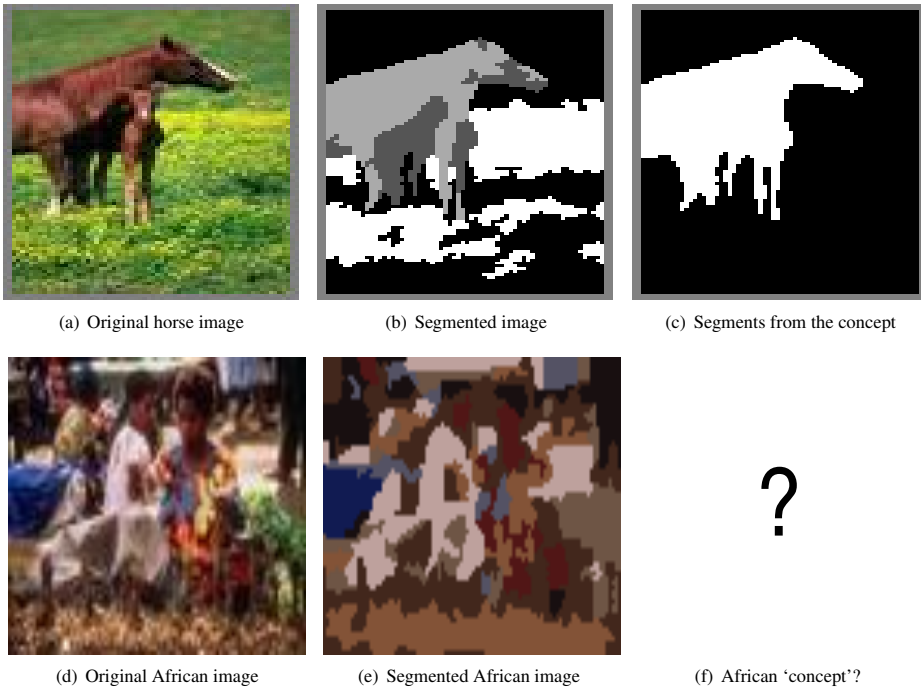 (a) Original horse image
(b) Segmented image
(c) Segments from the concept
?
(d) Original African image
(e) Segmented African image
(f) African ‘concept’?